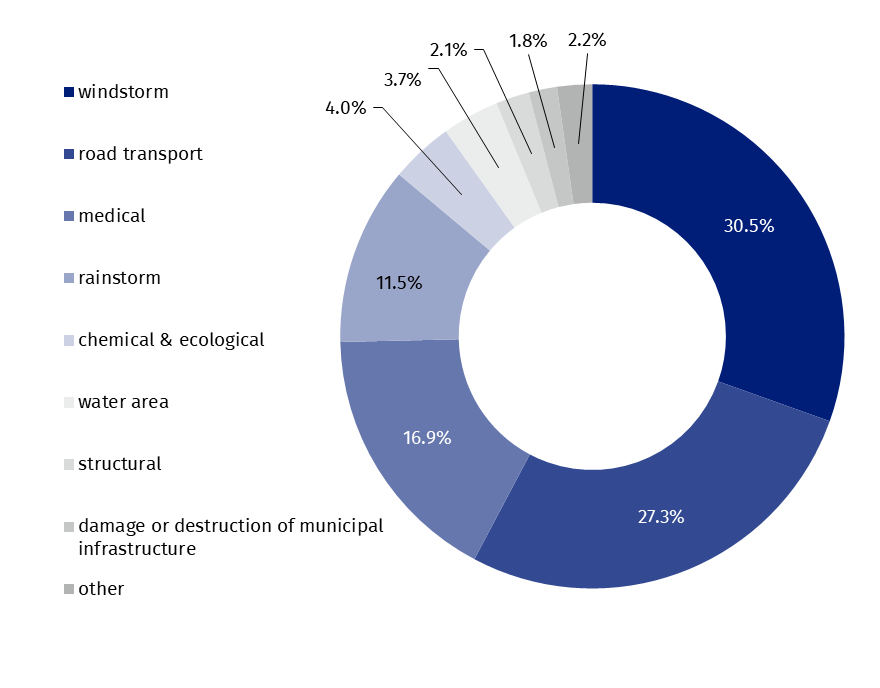 windstorm
road transport
medical
rainstorm
chemical & ecological
water area
structural
damage or destruction of municipal
infrastructure
other
30.5%
27.3%
16.9%
11.5%
4.0%
3.7%
2.1%
1.8%
2.2%